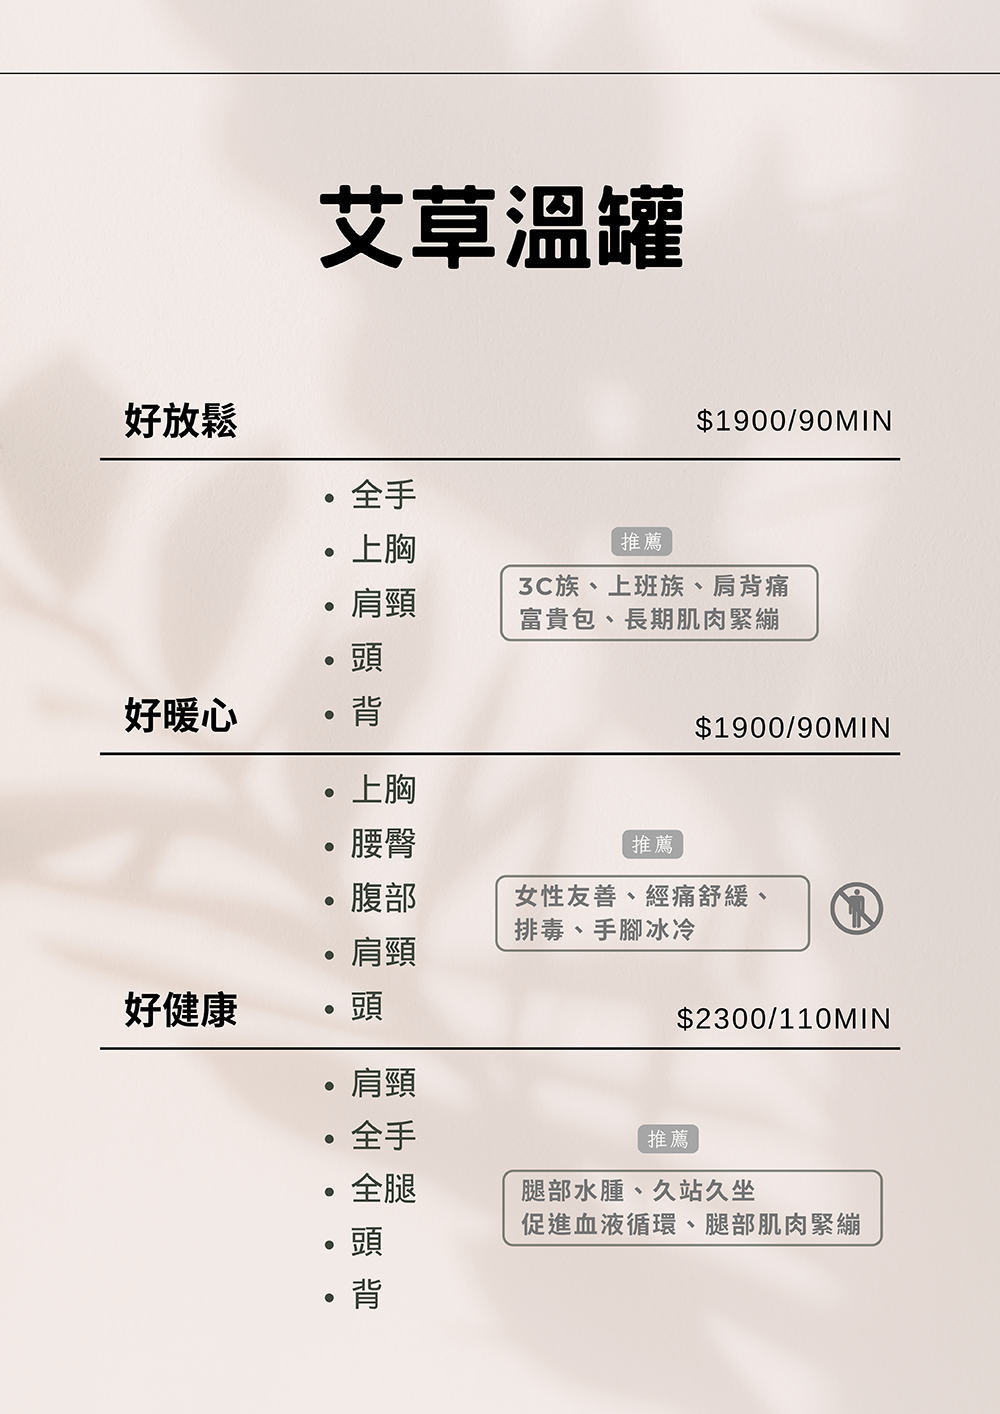 艾草溫罐
好放鬆
$1900/90MIN
• 全手
• 上胸
• 肩頸
• 頭
• 背
推薦
3C族、上班族、肩背痛
富貴包、長期肌肉緊繃
好暖心
$1900/90MIN
• 上胸
• 腰臀
• 腹部
• 肩頸
• 頭
推薦
女性友善、經痛舒緩、
排毒、手腳冰冷
好健康
$2300/110MIN
• 肩頸
• 全手
• 全腿
• 頭
• 背
推薦
腿部水腫、久站久坐
促進血液循環、腿部肌肉緊繃